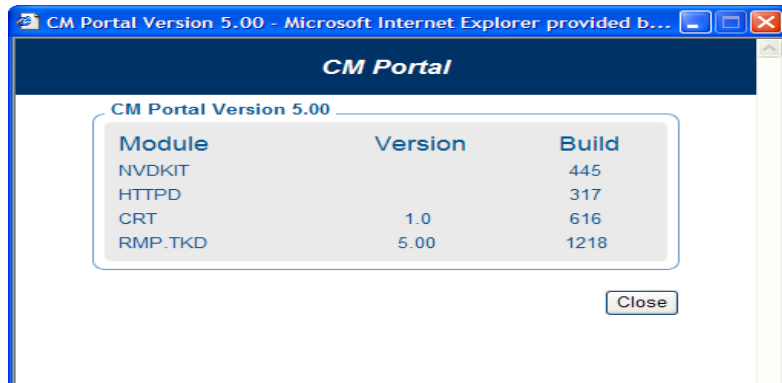 CM Portal Version 5.00 - Microsoft Internet Explorer provided b...
CM Portal
CM Portal Version 5.00
Module Version Build
NVDKIT 445
HTTPD 317
CRT 1.0 616
RMP.TKD 5.00 1218
Close